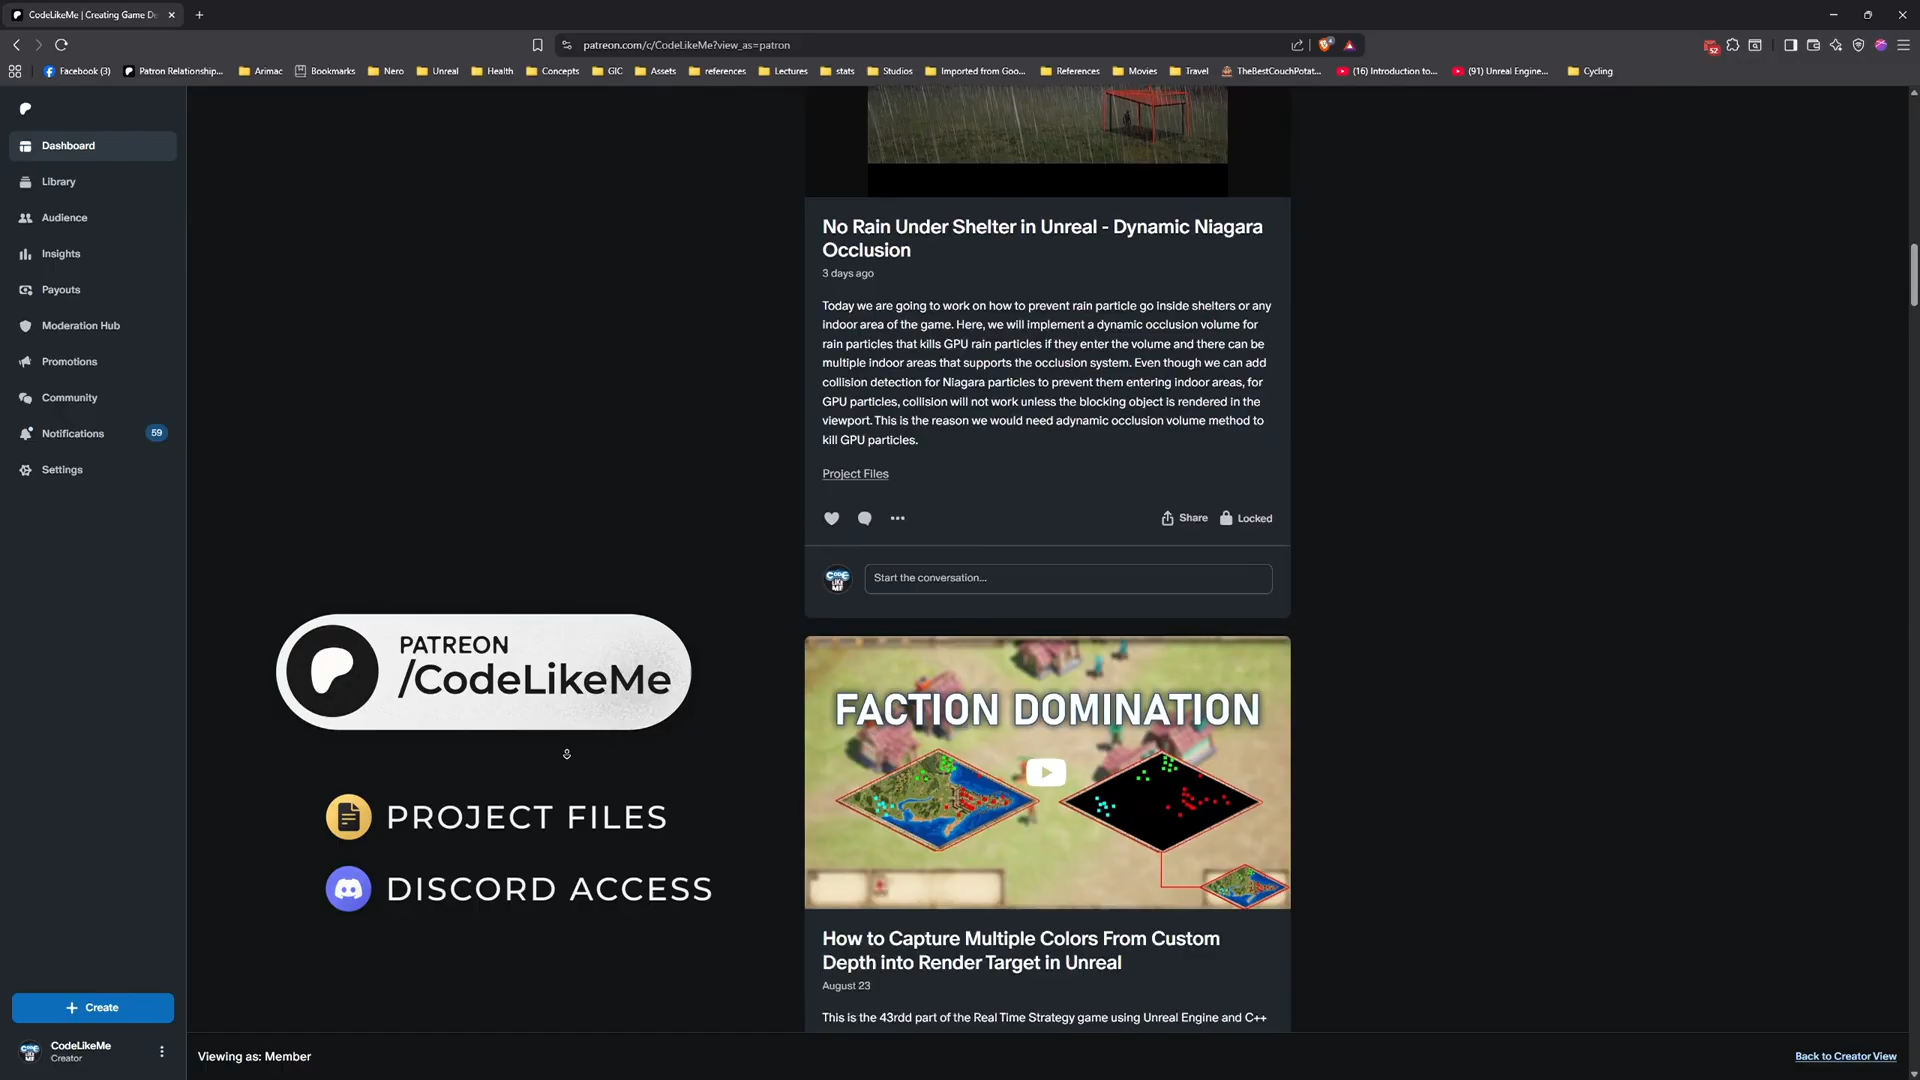 CodeLikeMe | Creating Game De
patreon.com/c/CodeLikeMe?view_as=patron
52
Facebook (3)
Patron Relationship...
Arimac
Bookmarks
Nero
Unreal
Health
Concepts
GIC
Assets
references
Lectures
stats
Studios
Imported from Goo...
References
Movies
Travel
TheBestCouchPotat...
(16) Introduction to...
(91) Unreal Engine...
Cycling
Dashboard
Library
Audience
Insights
Payouts
Moderation Hub
Promotions
Community
Notifications
59
Settings
No Rain Under Shelter in Unreal - Dynamic Niagara
Occlusion
3 days ago
Today we are going to work on how to prevent rain particle go inside shelters or any
indoor area of the game. Here, we will implement a dynamic occlusion volume for
rain particles that kills GPU rain particles if they enter the volume and there can be
multiple indoor areas that supports the occlusion system. Even though we can add
collision detection for Niagara particles to prevent them entering indoor areas, for
GPU particles, collision will not work unless the blocking object is rendered in the
viewport. This is the reason we would need adynamic occlusion volume method to
kill GPU particles.
Project Files
Share
Locked
CODE
LIKE
ME
Start the conversation...
PATREON
/CodeLikeMe
PROJECT FILES
DISCORD ACCESS
FACTION DOMINATION
How to Capture Multiple Colors From Custom
Depth into Render Target in Unreal
August 23
This is the 43rdd part of the Real Time Strategy game using Unreal Engine and C++
Create
CodeLikeMe
Creator
Viewing as: Member
Back to Creator View